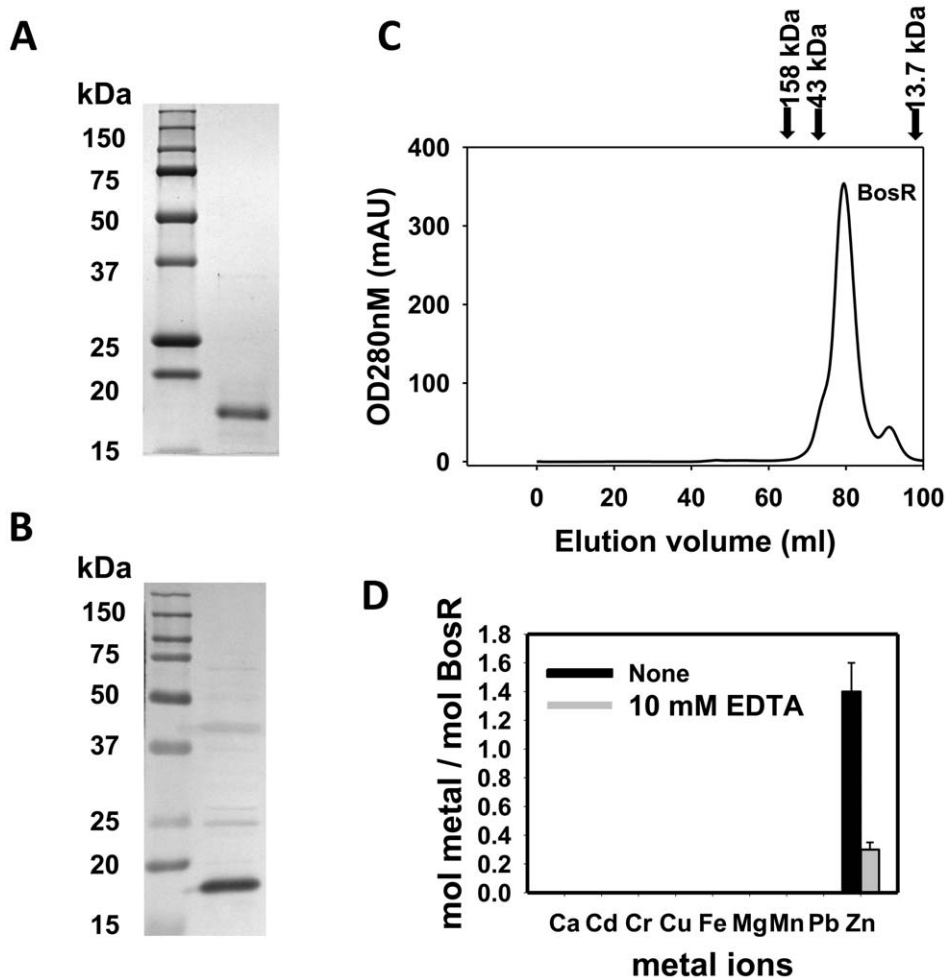 A
kDa
150
75
50
37
25
20
15
B
kDa
150
75
50
37
25
20
15
C
158 kDa
43 kDa
13.7 kDa
400
300
200
100
0
OD280nM (mAU)
BosR
0 20 40 60 80 100
Elution volume (ml)
D
mol metal / mol BosR
1.8
1.6
1.4
1.2
1.0
0.8
0.6
0.4
0.2
0.0
None
10 mM EDTA
Ca Cd Cr Cu Fe Mg Mn Pb Zn
metal ions